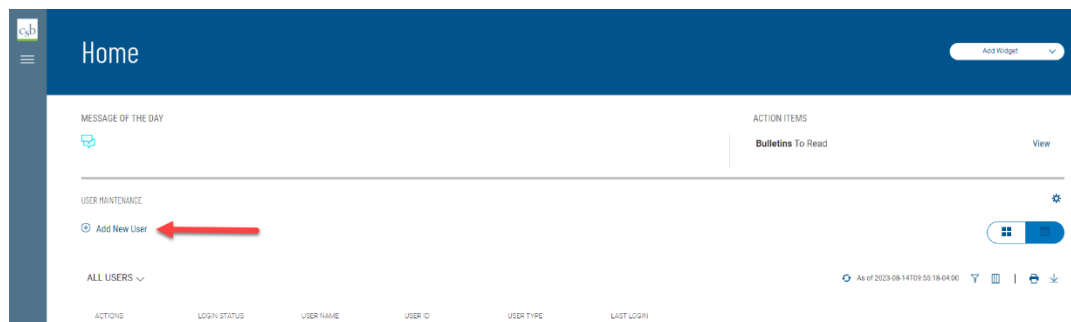 csb
Home
Add Widget
MESSAGE OF THE DAY
ACTION ITEMS
Bulletins To Read
View
USER MAINTENANCE
Add New User
ALL USERS
As of 2023-08-14T09:55:18-04:00
ACTIONS LOGIN STATUS USER NAME USER ID USER TYPE LAST LOGIN